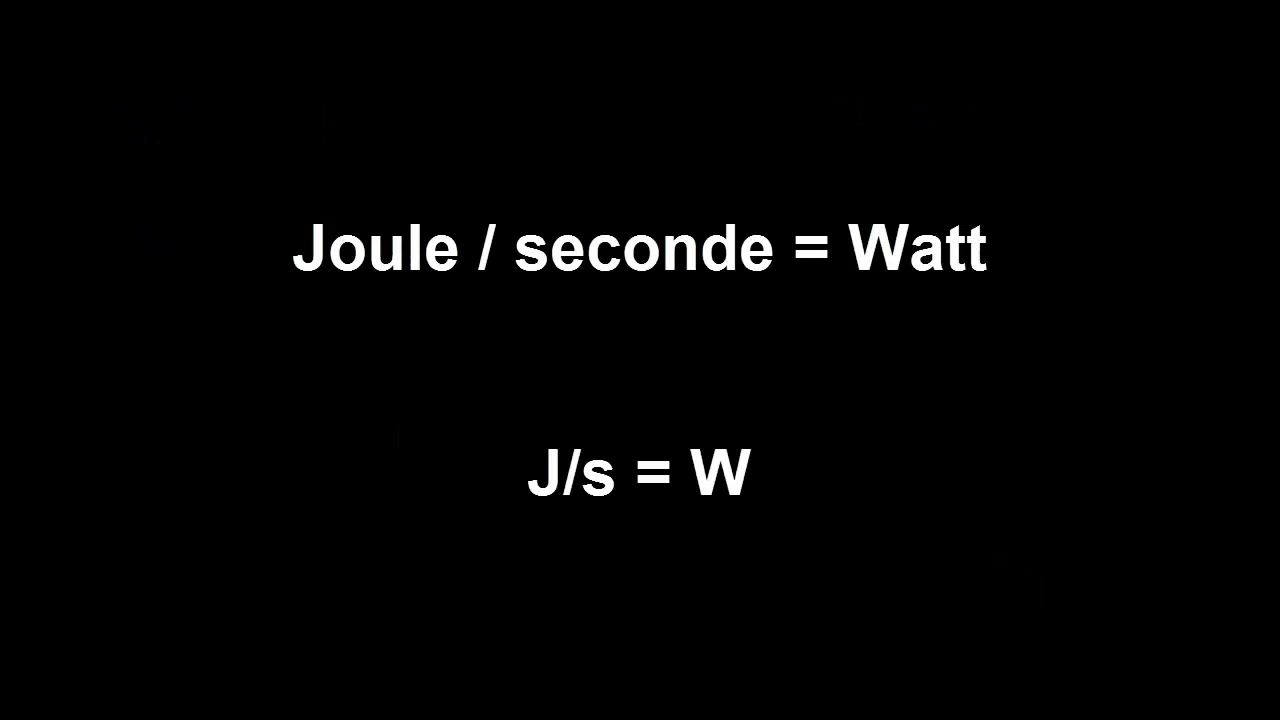 Joule / seconde = Watt
J/s = W